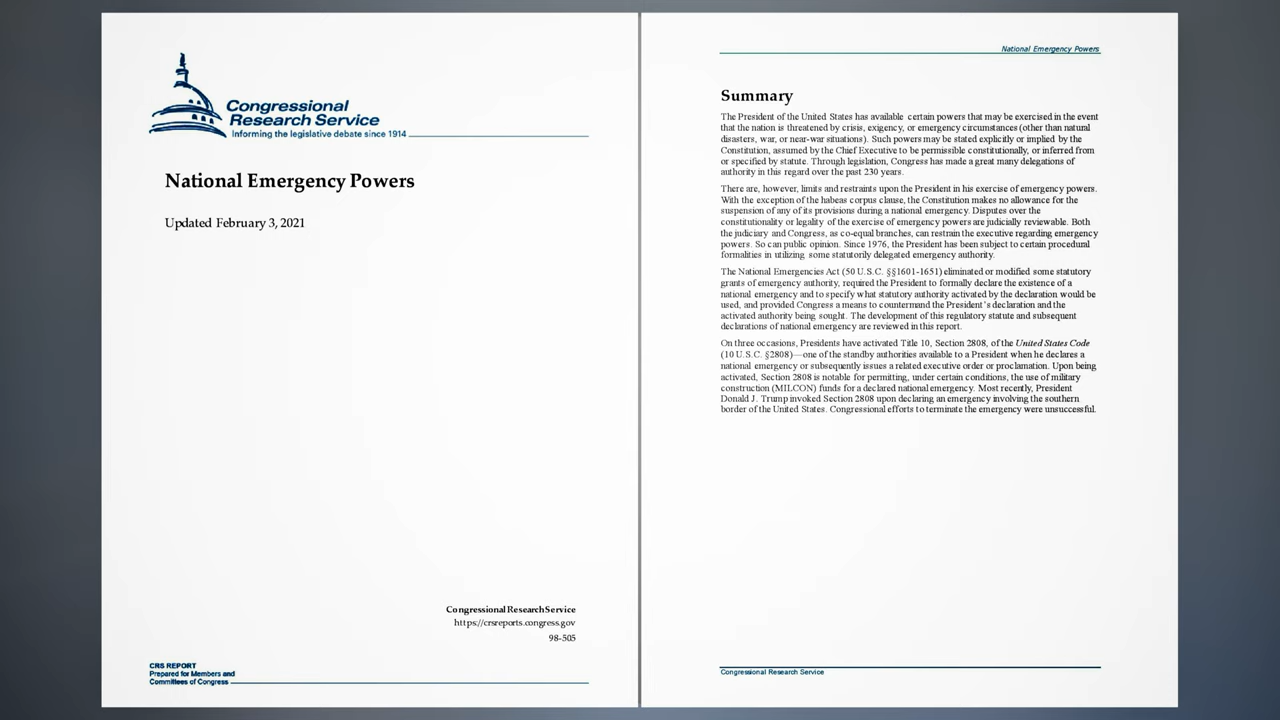 Congressional
Research Service
Informing the legislative debate since 1914
National Emergency Powers
Updated February 3, 2021
Congressional Research Service
https://crsreports.congress.gov
98-505
CRS REPORT
Prepared for Members and
Committees of Congress
National Emergency Powers
Summary
The President of the United States has available certain powers that may be exercised in the event
that the nation is threatened by crisis, exigency, or emergency circumstances (other than natural
disasters, war, or near-war situations). Such powers may be stated explicitly or implied by the
Constitution, assumed by the Chief Executive to be permissible constitutionally, or inferred from
or specified by statute. Through legislation, Congress has made a great many delegations of
authority in this regard over the past 230 years.
There are, however, limits and restraints upon the President in his exercise of emergency powers.
With the exception of the habeas corpus clause, the Constitution makes no allowance for the
suspension of any of its provisions during a national emergency. Disputes over the
constitutionality or legality of the exercise of emergency powers are judicially reviewable. Both
the judiciary and Congress, as co-equal branches, can restrain the executive regarding emergency
powers. So can public opinion. Since 1976, the President has been subject to certain procedural
formalities in utilizing some statutorily delegated emergency authority.
The National Emergencies Act (50 U.S.C. §§1601-1651) eliminated or modified some statutory
grants of emergency authority, required the President to formally declare the existence of a
national emergency and to specify what statutory authority activated by the declaration would be
used, and provided Congress a means to countermand the President's declaration and the
activated authority being sought. The development of this regulatory statute and subsequent
declarations of national emergency are reviewed in this report.
On three occasions, Presidents have activated Title 10, Section 2808, of the United States Code
(10 U.S.C. §2808)—one of the standby authorities available to a President when he declares a
national emergency or subsequently issues a related executive order or proclamation. Upon being
activated, Section 2808 is notable for permitting, under certain conditions, the use of military
construction (MILCON) funds for a declared national emergency. Most recently, President
Donald J. Trump invoked Section 2808 upon declaring an emergency involving the southern
border of the United States. Congressional efforts to terminate the emergency were unsuccessful.
Congressional Research Service